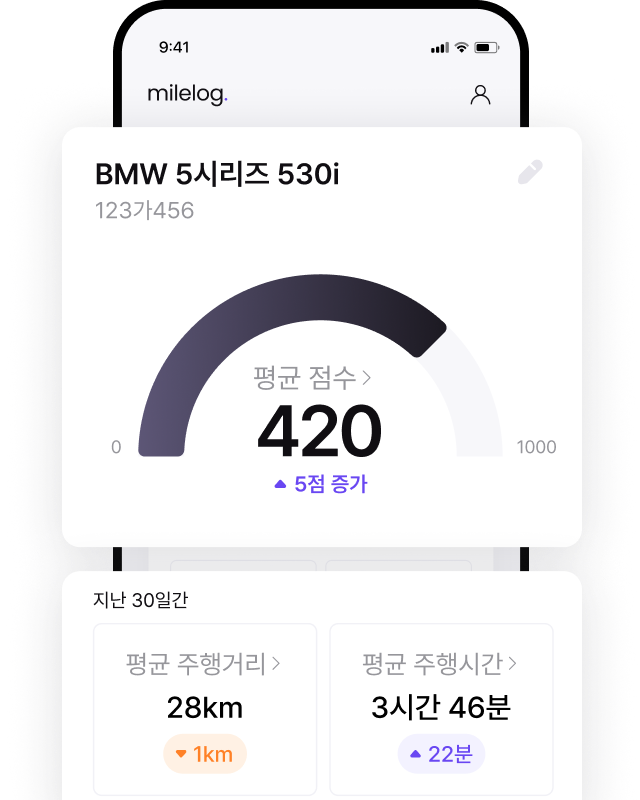 9:41
milelog.
BMW 5시리즈 530i
123가456
평균 점수
420
0
1000
5점 증가
지난 30일간
평균 주행거리
평균 주행시간
28km
3시간 46분
1km
22분